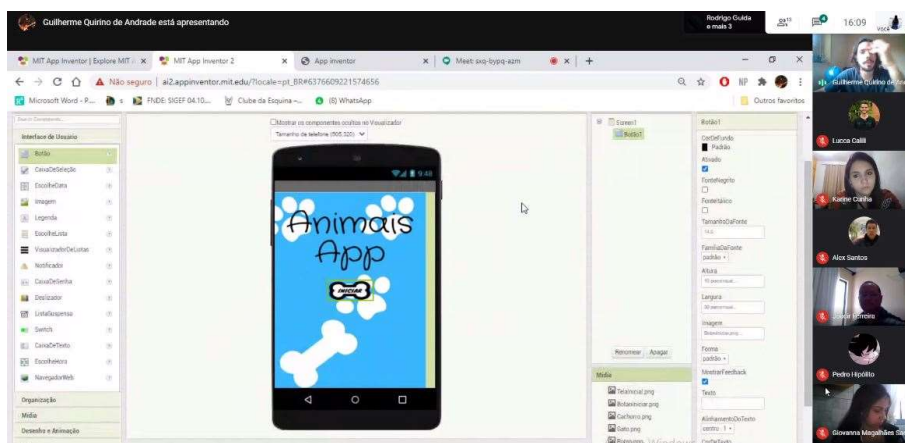 Guilherme Quirino de Andrade está apresentando
Rodrigo Guida
e mais 3
16:09
MIT App Inventor | Explore MIT
MIT App Inventor 2
App inventor
Meet: sxq-bypq-azm
Não seguro | ai2.appinventor.mit.edu/?locale=pt_BR#6376609221574656
Microsoft Word - P...
FNDE: SIGEF 04.10...
Clube da Esquina -...
(8) WhatsApp
Outros favoritos
Mostrar os componentes ocultos no Visualizador
Tamanho de telefone (505,320)
Interface de Usuário
Botão
CaixaDeSeleção
EscolheData
Imagem
Legenda
EscolheLista
VisualizadorDeListas
Notificador
CaixaDeSenha
Deslizador
ListaSuspensa
Switch
CaixaDeTexto
EscolheHora
NavegadorWeb
Organização
Mídia
Desenho e Animação
9:48
Animais
App
INICIAR
Screen1
Botão1
Renomear Apagar
Mídia
TelaInicial.png
BotaoIniciar.png
Cachorro.png
Gato.png
Botão1
CorDeFundo
Padrão
Ativado
FonteNegrito
FonteItálico
TamanhoDaFonte
14.0
FamíliaDaFonte
padrão
Altura
Largura
Imagem
Forma
padrão
MostrarFeedback
Texto
AlinhamentoDoTexto
centro : 1
Guilherme Quirino de An
Lucca Calili
Karine Cunha
Alex Santos
Pedro Hipólito
Giovanna Magalhães Sa